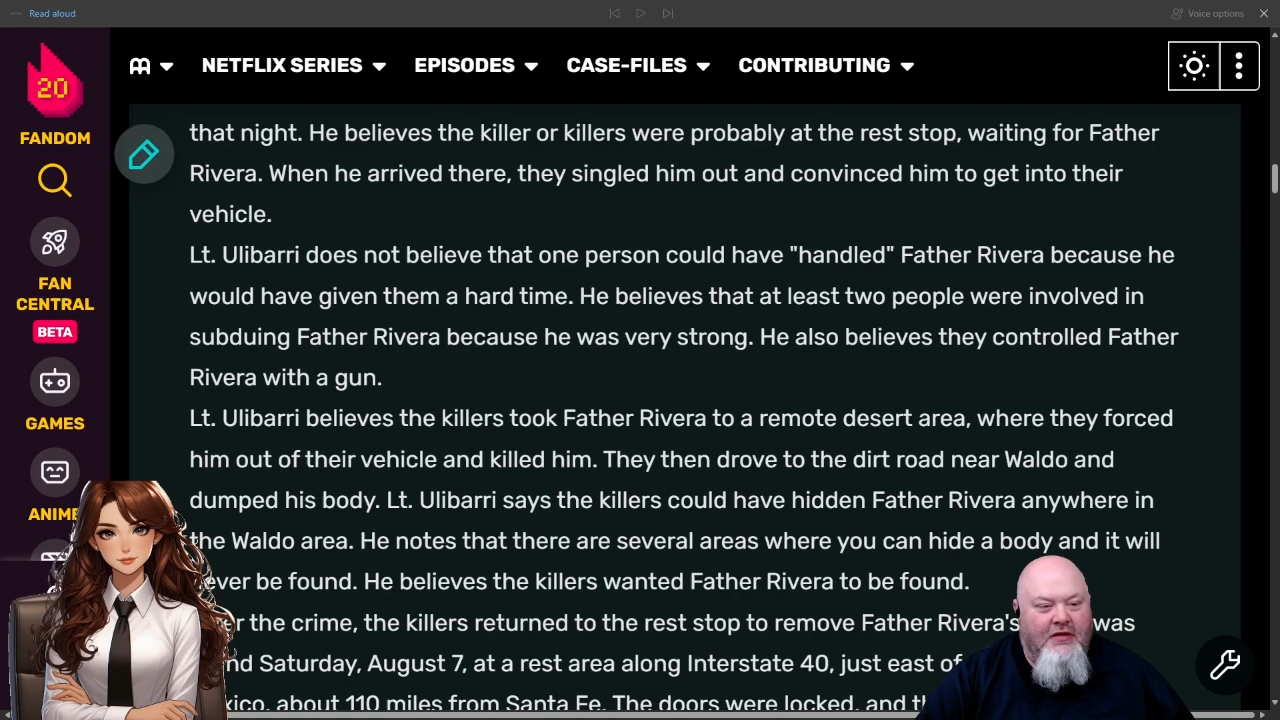 Read aloud
Voice options
NETFLIX SERIES
EPISODES
CASE-FILES
CONTRIBUTING
20
FANDOM
FAN
CENTRAL
BETA
GAMES
ANIME
that night. He believes the killer or killers were probably at the rest stop, waiting for Father
Rivera. When he arrived there, they singled him out and convinced him to get into their
vehicle.
Lt. Ulibarri does not believe that one person could have "handled" Father Rivera because he
would have given them a hard time. He believes that at least two people were involved in
subduing Father Rivera because he was very strong. He also believes they controlled Father
Rivera with a gun.
Lt. Ulibarri believes the killers took Father Rivera to a remote desert area, where they forced
him out of their vehicle and killed him. They then drove to the dirt road near Waldo and
dumped his body. Lt. Ulibarri says the killers could have hidden Father Rivera anywhere in
the Waldo area. He notes that there are several areas where you can hide a body and it will
never be found. He believes the killers wanted Father Rivera to be found.
the crime, the killers returned to the rest stop to remove Father Rivera's was
Saturday, August 7, at a rest area along Interstate 40, just east of
about 110 miles from Santa Fe. The doors were locked, and